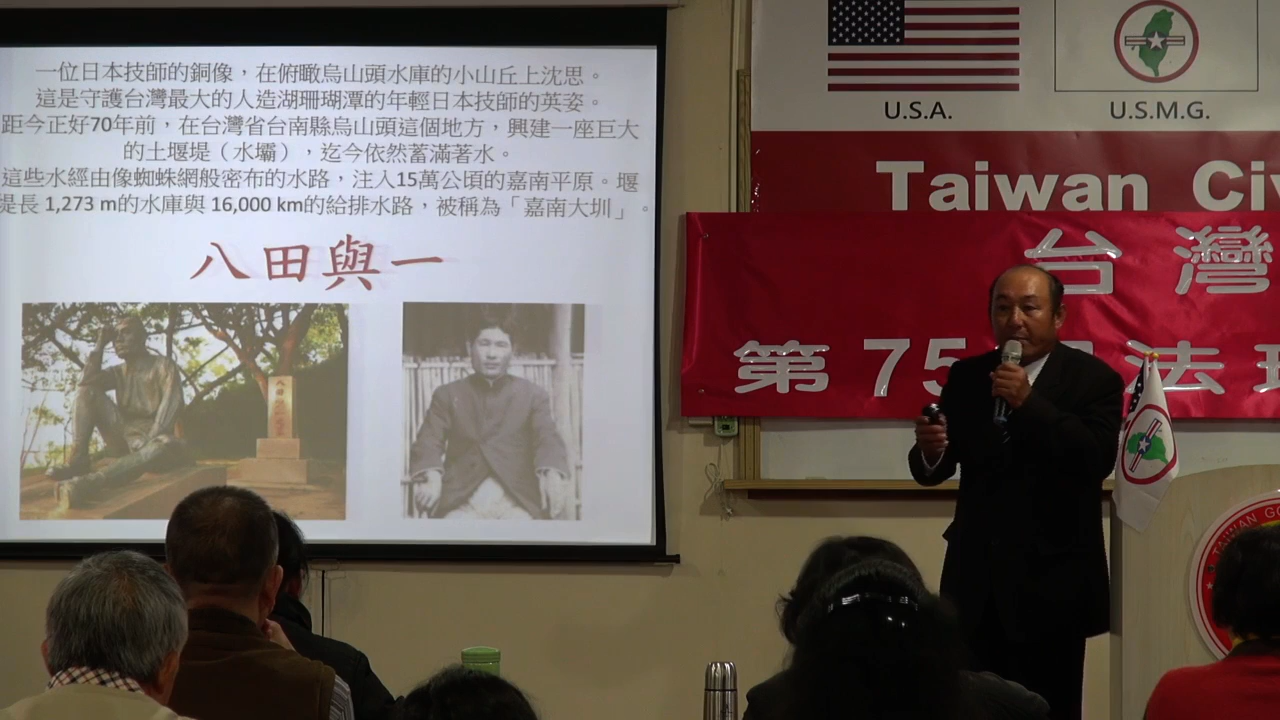 一位日本技師的銅像，在俯瞰烏山頭水庫的小山丘上沈思。
這是守護台灣最大的人造湖珊瑚潭的年輕日本技師的英姿。
距今正好70年前，在台灣省台南縣烏山頭這個地方，興建一座巨大
的土堰堤（水壩），迄今依然蓄滿著水。
這些水經由像蜘蛛網般密布的水路，注入15萬公頃的嘉南平原。堰
堤長 1,273 m的水庫與 16,000 km的給排水路，被稱為「嘉南大圳」。
八田與一
U.S.A.
U.S.M.G.
Taiwan Civ
台灣
第75 法理
TAIWAN GO